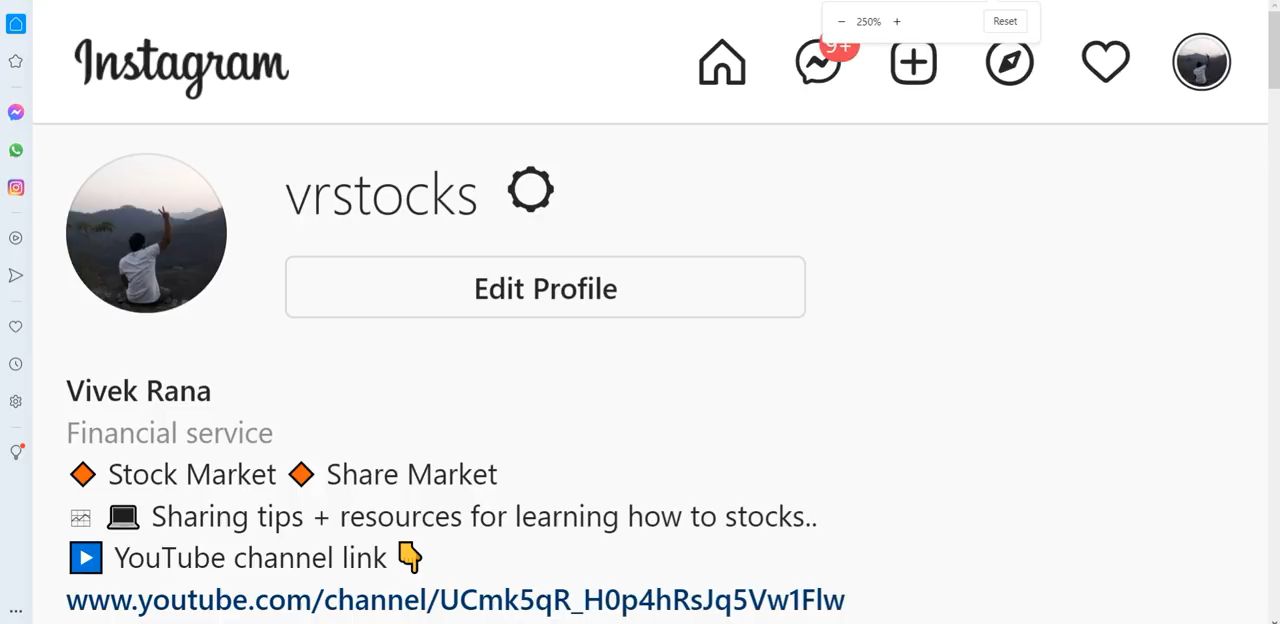 250%
Reset
Instagram
9+
vrstocks
Edit Profile
Vivek Rana
Financial service
🔶 Stock Market 🔶 Share Market
📈 💻 Sharing tips + resources for learning how to stocks..
▶️ YouTube channel link 👇
www.youtube.com/channel/UCmk5qR_H0p4hRsJq5Vw1Flw